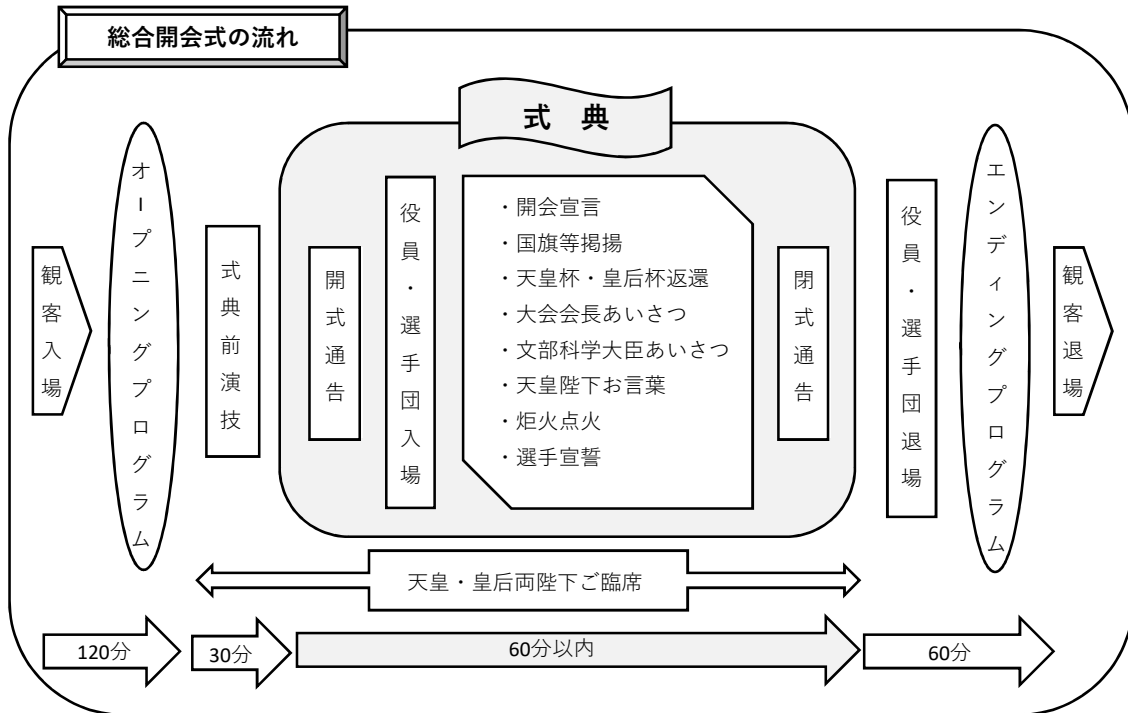 総合開会式の流れ
式 典
観客入場
オープニングプログラム
式典前演技
開式通告
役員・選手団入場
・開会宣言
・国旗等掲揚
・天皇杯・皇后杯返還
・大会会長あいさつ
・文部科学大臣あいさつ
・天皇陛下お言葉
・炬火点火
・選手宣誓
閉式通告
役員・選手団退場
エンディングプログラム
観客退場
天皇・皇后両陛下ご臨席
120分
30分
60分以内
60分